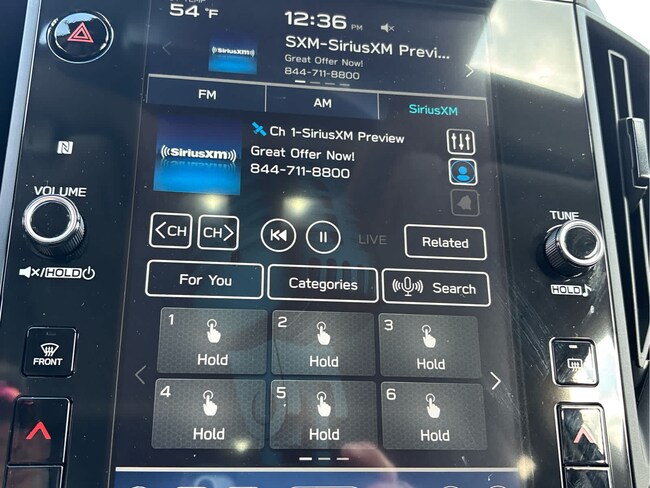 54 °F
12:36 PM
SiriusXM
SXM-SiriusXM Previ...
Great Offer Now!
844-711-8800
FM
AM
SiriusXM
SiriusXM
Ch 1-SiriusXM Preview
Great Offer Now!
844-711-8800
VOLUME
TUNE
<CH
CH>
LIVE
Related
/HOLD
HOLD
For You
Categories
Search
1
Hold
2
Hold
3
Hold
FRONT
4
Hold
5
Hold
6
Hold